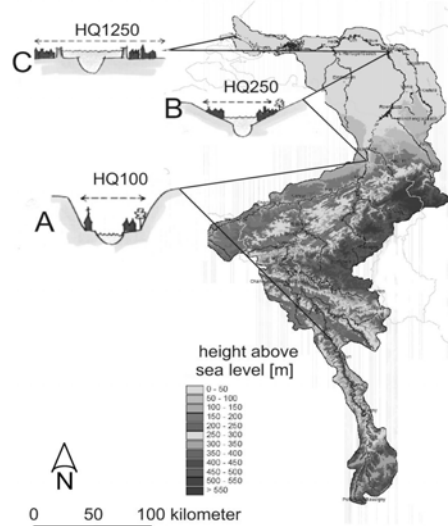 HQ1250
C
HQ250
B
HQ100
A
height above
sea level [m]
0 - 50
50 - 100
100 - 150
150 - 200
200 - 250
250 - 300
300 - 350
350 - 400
400 - 450
450 - 500
500 - 550
> 550
N
0 50 100 kilometer